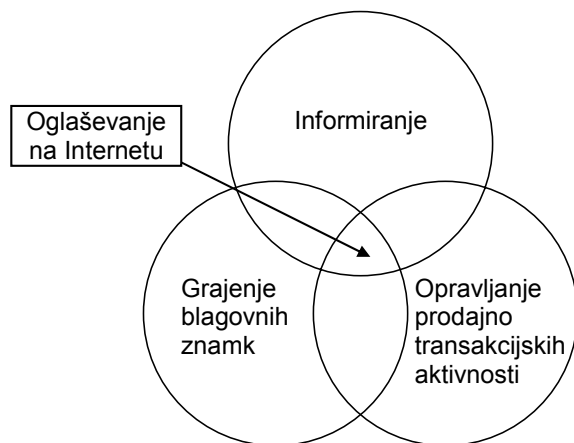 Oglaševanje
na Internetu
Informiranje
Grajenje
blagovnih
znamk
Opravljanje
prodajno
transakcijskih
aktivnosti